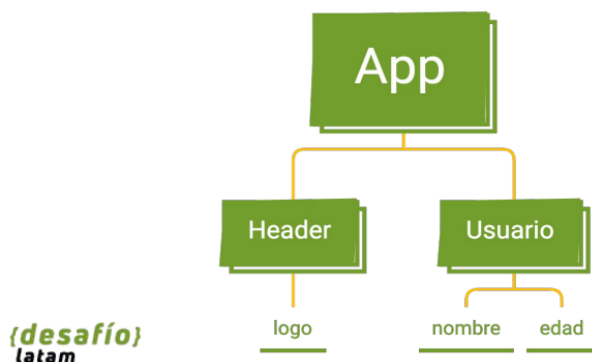 App
Header
Usuario
logo
nombre
edad
{desafío}
latam